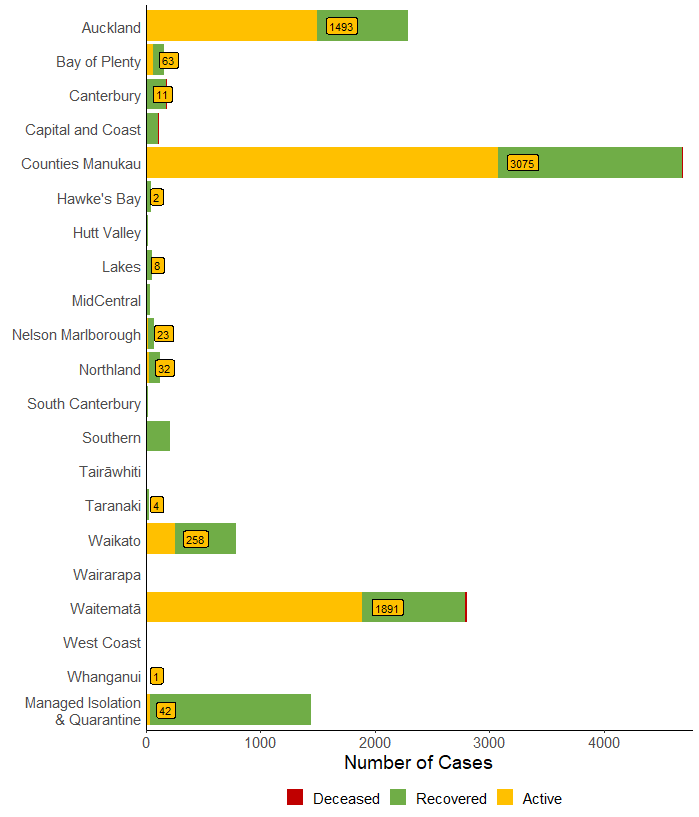 Auckland 1493
Bay of Plenty 63
Canterbury 11
Capital and Coast
Counties Manukau 3075
Hawke's Bay 2
Hutt Valley
Lakes 8
MidCentral
Nelson Marlborough 23
Northland 32
South Canterbury
Southern
Tairāwhiti
Taranaki 4
Waikato 258
Wairarapa
Waitematā 1891
West Coast
Whanganui 1
Managed Isolation
& Quarantine 42
0 1000 2000 3000 4000
Number of Cases
Deceased Recovered Active